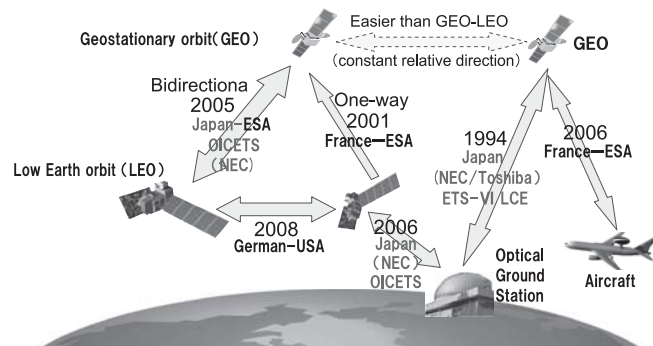 Easier than GEO-LEO
Geostationary orbit(GEO)
GEO
(constant relative direction)
Bidirectiona
2005
Japan–ESA
OICETS
(NEC)
One-way
2001
France–ESA
1994
Japan
(NEC/Toshiba)
ETS-VI LCE
2006
France–ESA
Low Earth orbit (LEO)
2008
German–USA
2006
Japan
(NEC)
OICETS
Optical
Ground
Station
Aircraft